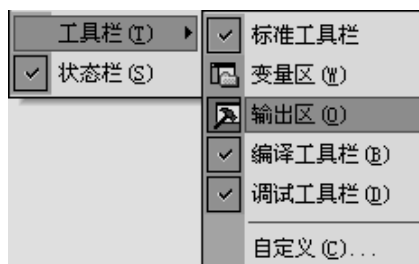 工具栏(T)
状态栏(S)
标准工具栏
变量区(W)
输出区(O)
编译工具栏(B)
调试工具栏(D)
自定义(C)...